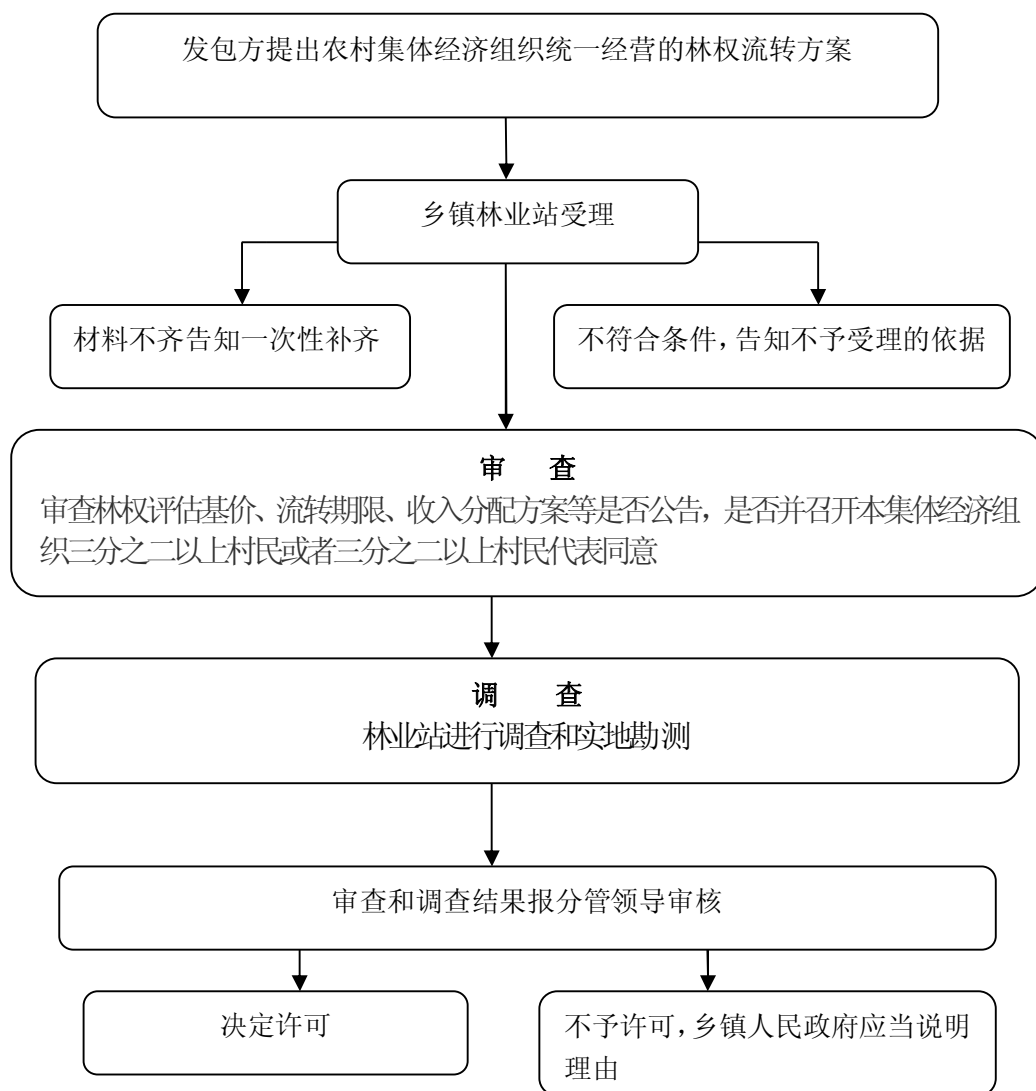 发包方提出农村集体经济组织统一经营的林权流转方案
乡镇林业站受理
材料不齐告知一次性补齐
不符合条件，告知不予受理的依据
审 查
审查林权评估基价、流转期限、收入分配方案等是否公告，是否并召开本集体经济组
织三分之二以上村民或者三分之二以上村民代表同意
调 查
林业站进行调查和实地勘测
审查和调查结果报分管领导审核
决定许可
不予许可，乡镇人民政府应当说明
理由